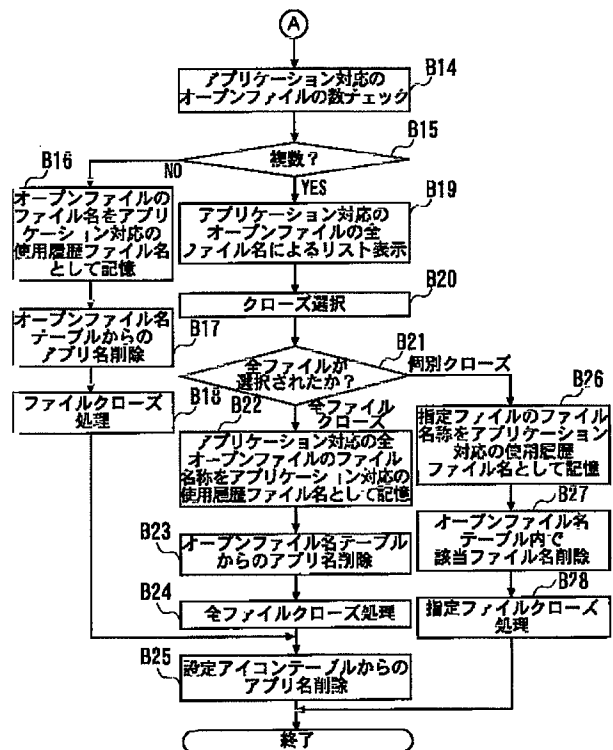 A
B14
アプリケーション対応の
オープンファイルの数チェック
B15
複数？
NO
YES
B16
オープンファイルの
ファイル名をアプリ
ケーション対応の
使用履歴ファイル名
として記憶
B19
アプリケーション対応の
オープンファイルの全
ファイル名によるリスト表示
B20
クローズ選択
B17
オープンファイル名
テーブルからの
アプリ名削除
B21
全ファイルが
選択されたか？
個別クローズ
全ファイル
クローズ
B18
ファイルクローズ
処理
B22
アプリケーション対応の全
オープンファイルのファイル
名称をアプリケーション対応の
使用履歴ファイル名として記憶
B26
指定ファイルのファイル
名称をアプリケーション
対応の使用履歴
ファイル名として記憶
B23
オープンファイル名テーブル
からのアプリ名削除
B27
オープンファイル名
テーブル内で
該当ファイル名削除
B24
全ファイルクローズ処理
B28
指定ファイルクローズ
処理
B25
設定アイコンテーブルからの
アプリ名削除
終了